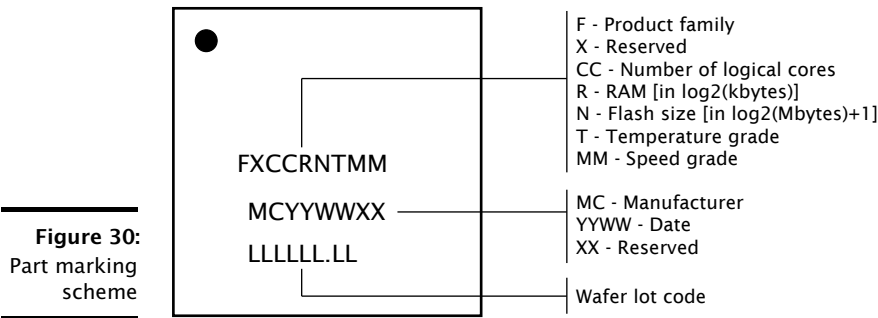 F - Product family
X - Reserved
CC - Number of logical cores
R - RAM [in log2(kbytes)]
N - Flash size [in log2(Mbytes)+1]
T - Temperature grade
MM - Speed grade
FXCCRNTMM
MCYYWWXX
MC - Manufacturer
YYWW - Date
XX - Reserved
LLLLLL.LL
Wafer lot code
Figure 30:
Part marking
scheme